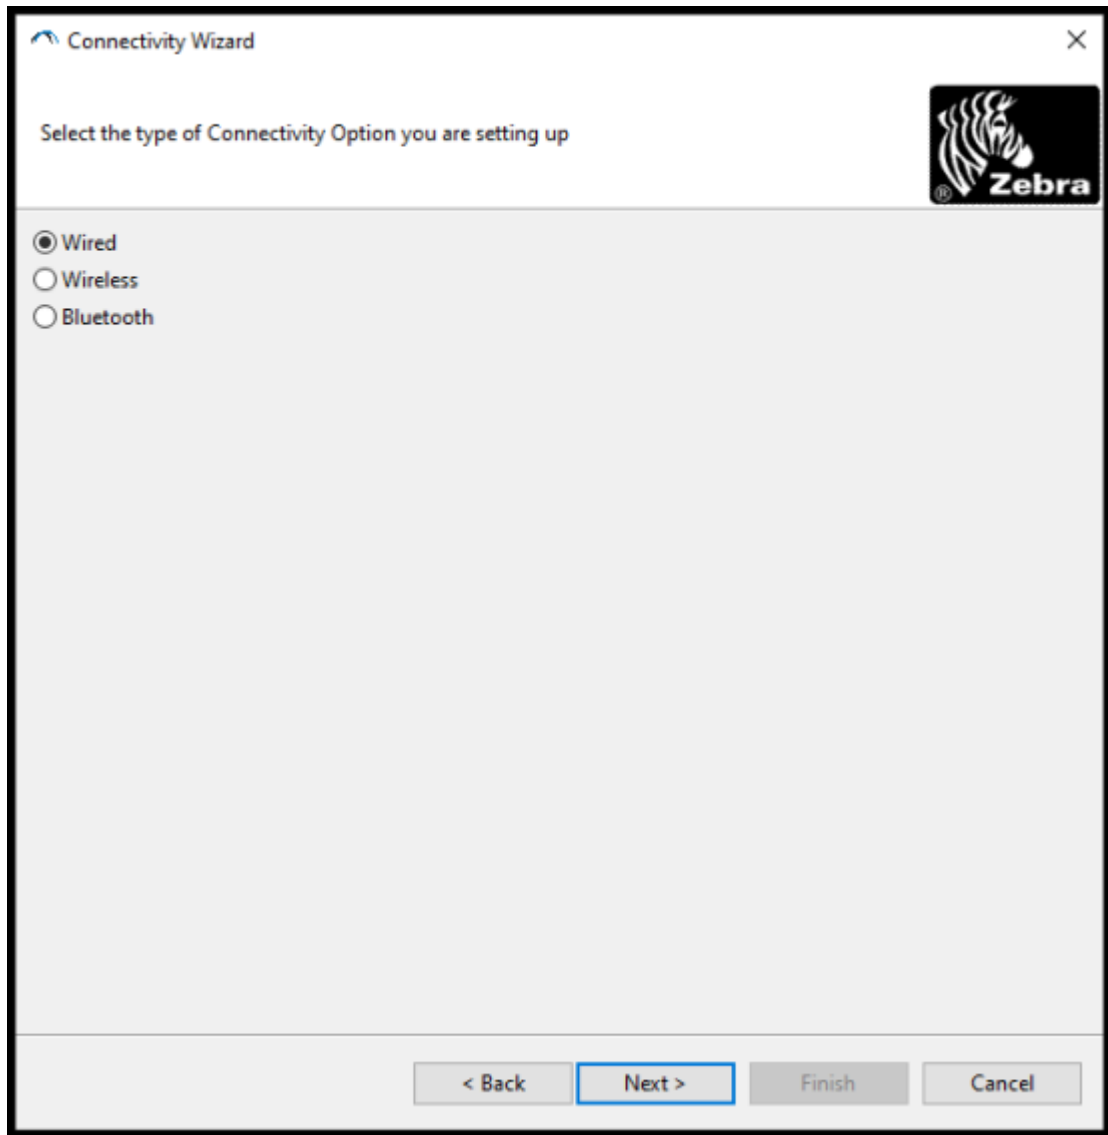 Connectivity Wizard
Select the type of Connectivity Option you are setting up
® Zebra
Wired
Wireless
Bluetooth
< Back Next > Finish Cancel